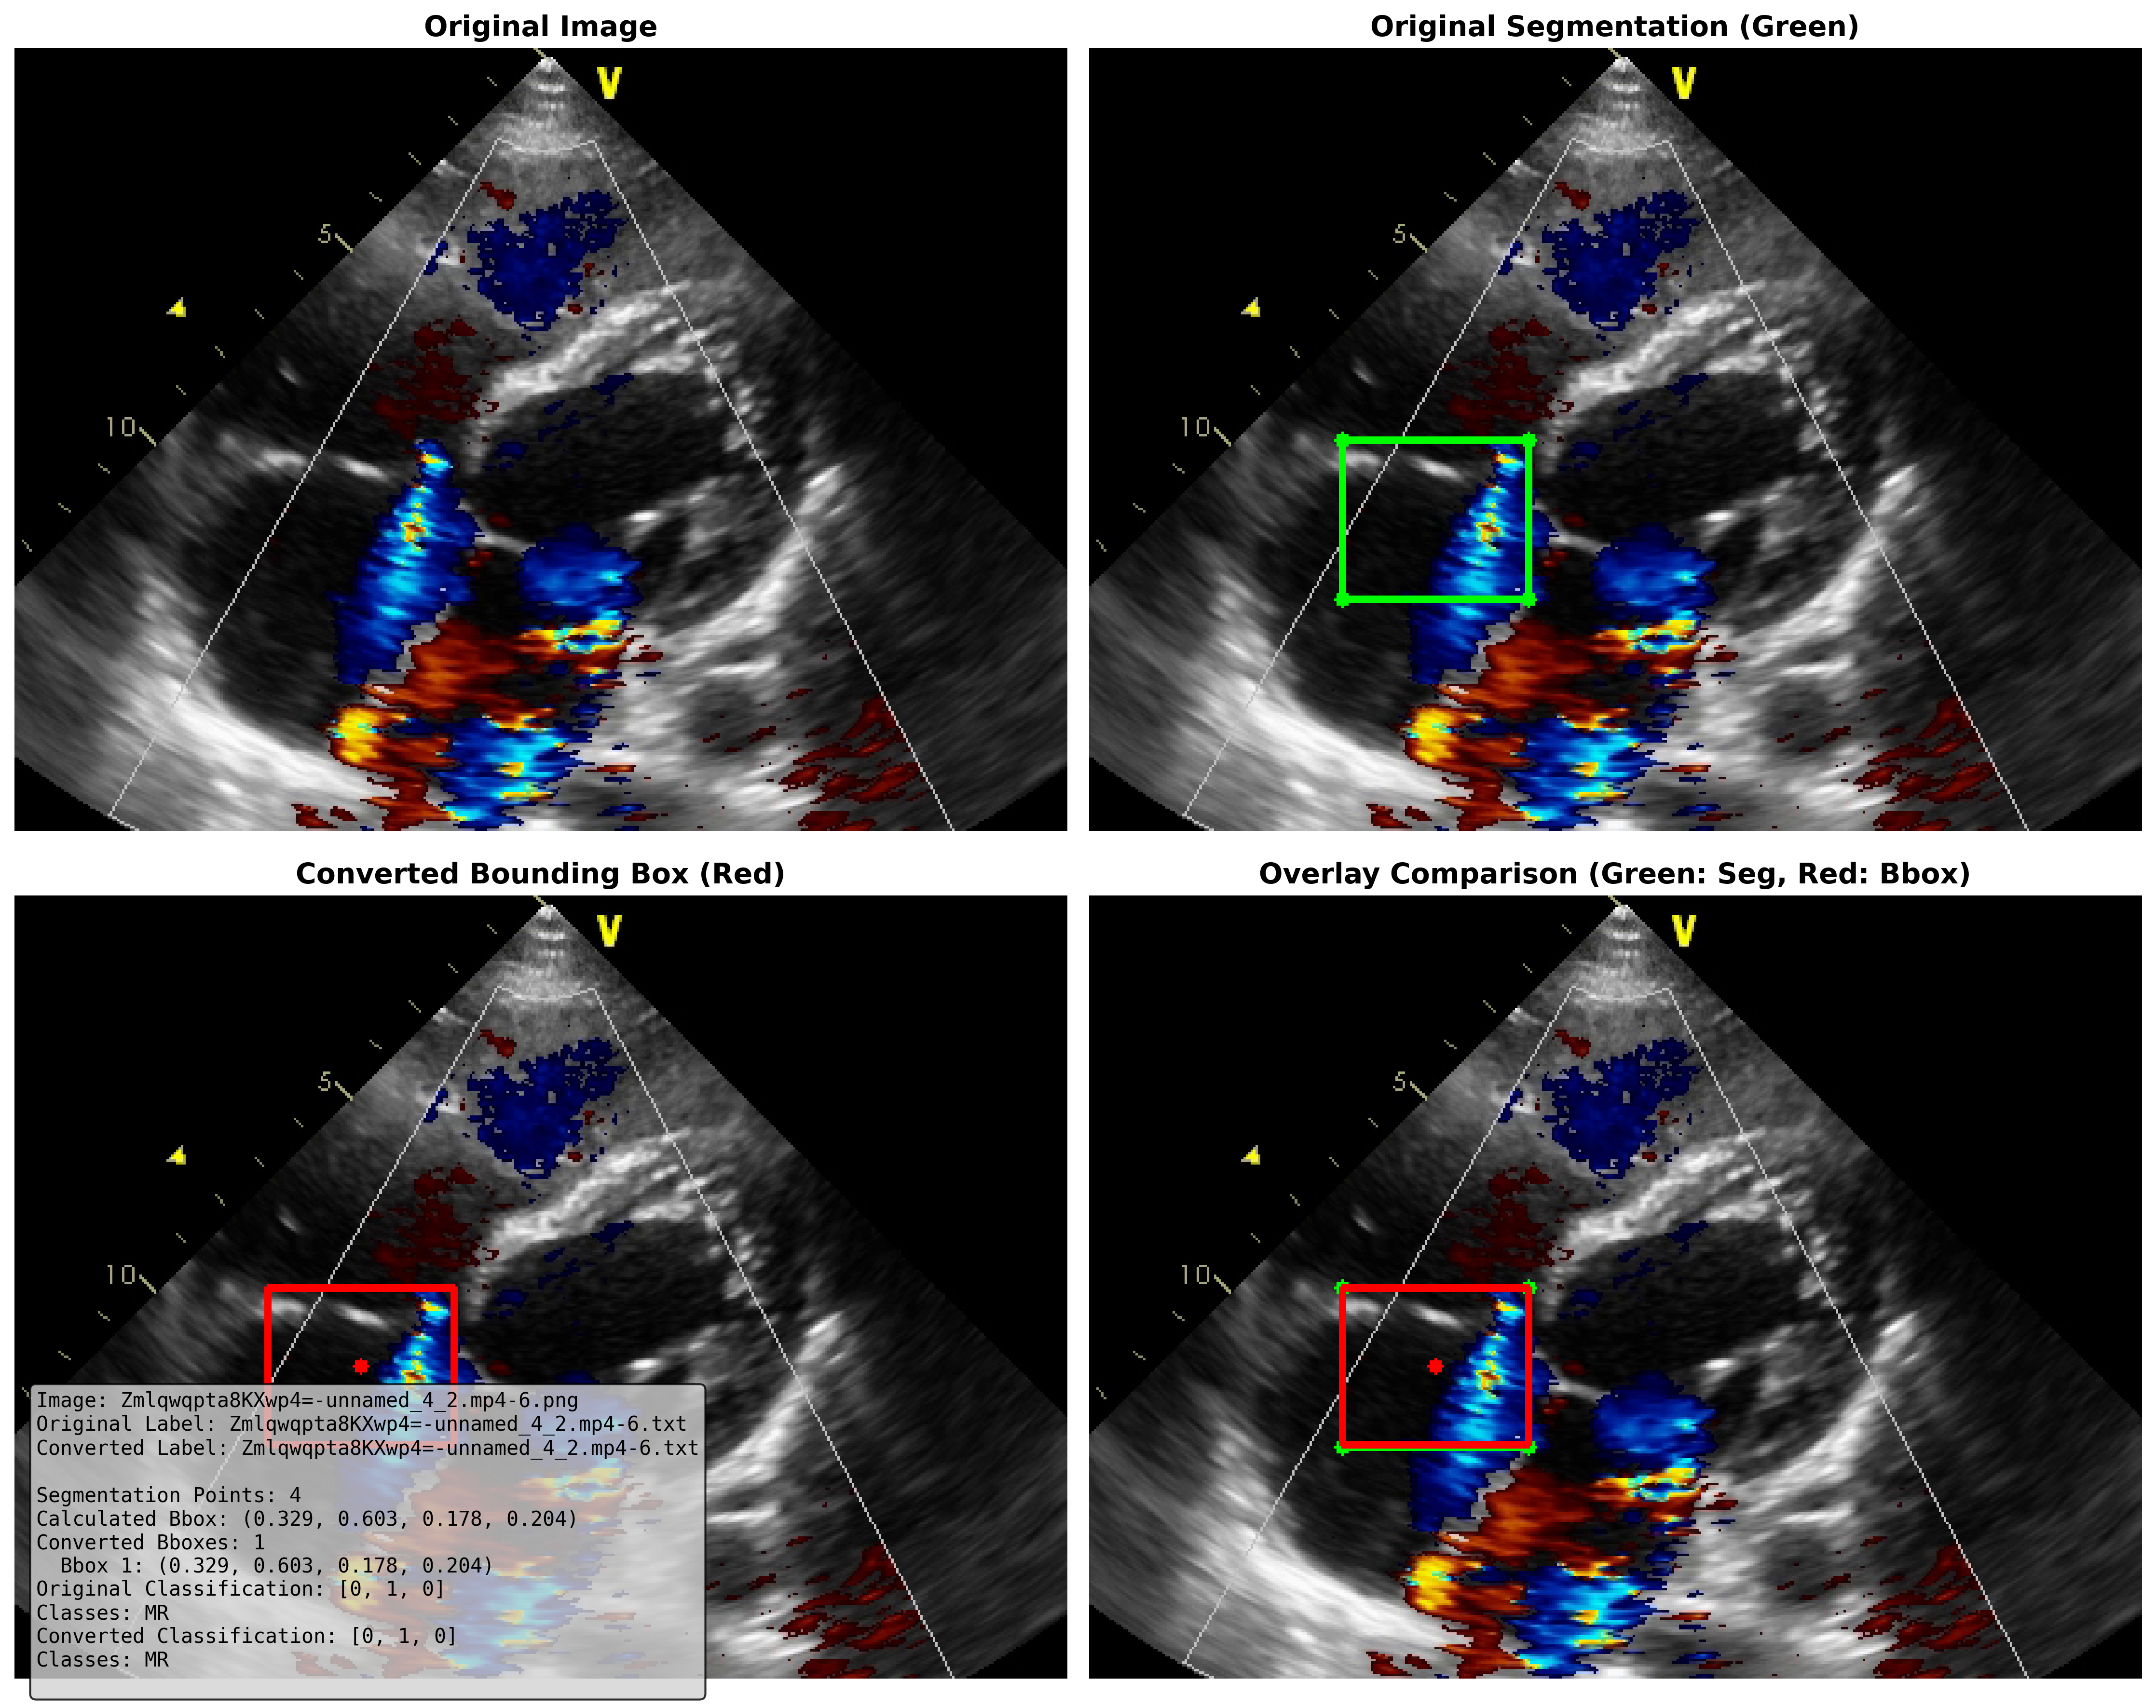 Original Image
Original Segmentation (Green)
V
5
10
V
5
10
Converted Bounding Box (Red)
Overlay Comparison (Green: Seg, Red: Bbox)
V
5
10
V
5
10
Image: Zmlqwqpta8KXwp4=-unnamed_4_2.mp4-6.png
Original Label: Zmlqwqpta8KXwp4=-unnamed_4_2.mp4-6.txt
Converted Label: Zmlqwqpta8KXwp4=-unnamed_4_2.mp4-6.txt
Segmentation Points: 4
Calculated Bbox: (0.329, 0.603, 0.178, 0.204)
Converted Bboxes: 1
Bbox 1: (0.329, 0.603, 0.178, 0.204)
Original Classification: [0, 1, 0]
Classes: MR
Converted Classification: [0, 1, 0]
Classes: MR